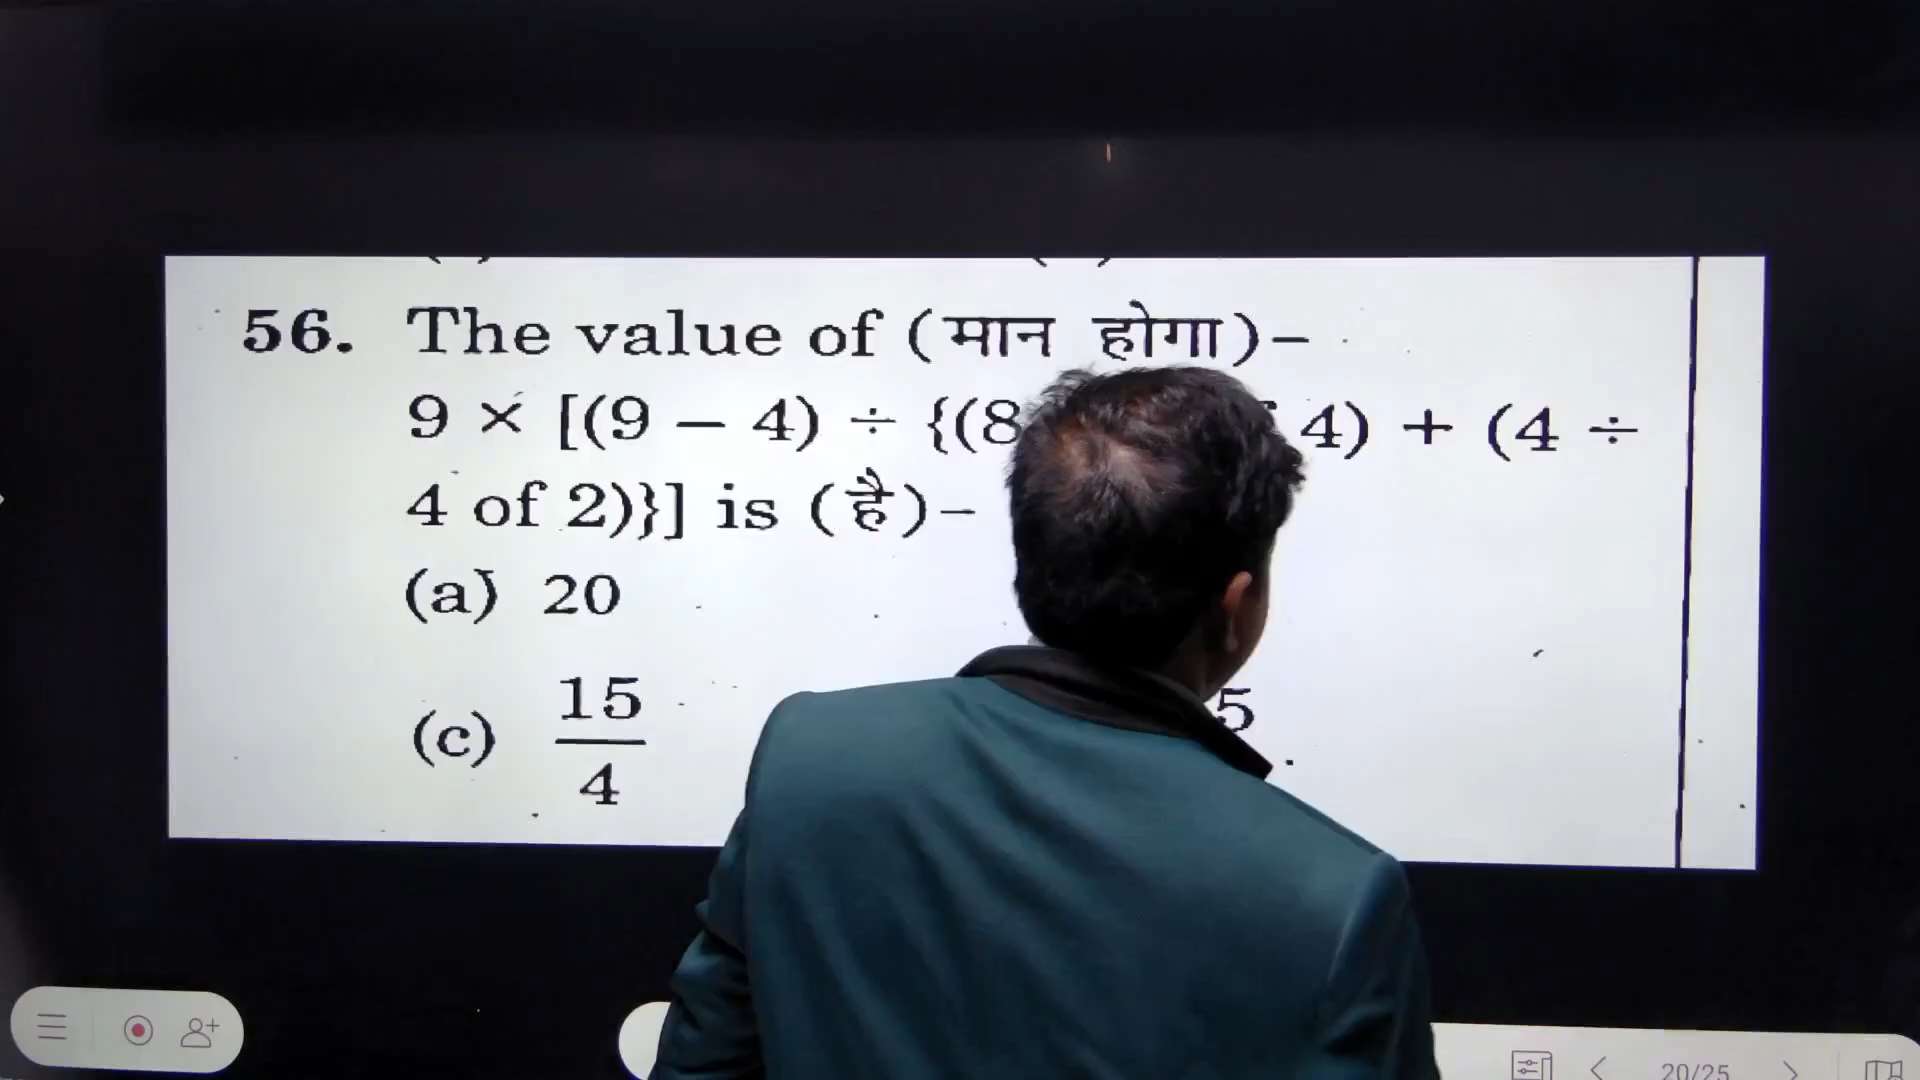 56. The value of (मान होगा)–
9 × [(9 – 4) ÷ {(8 4) + (4 ÷
4 of 2)}] is (है)–
(a) 20
(c) 15/4
5
20/25